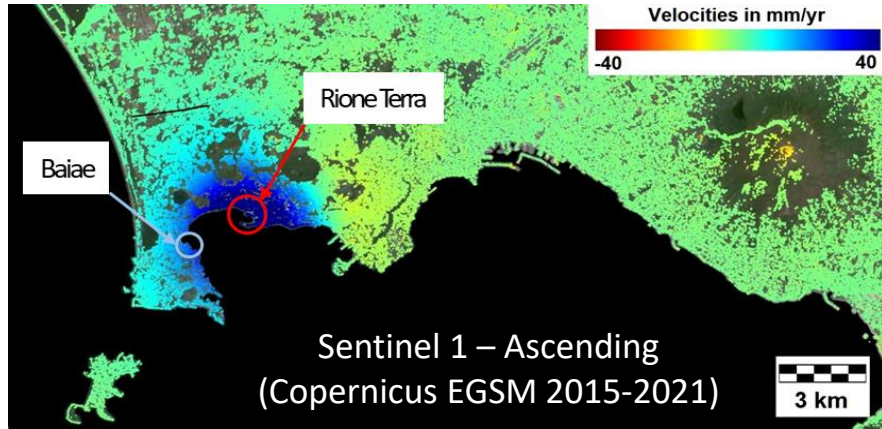 Velocities in mm/yr
-40 40
Rione Terra
Baiae
Sentinel 1 – Ascending
(Copernicus EGSM 2015-2021)
3 km